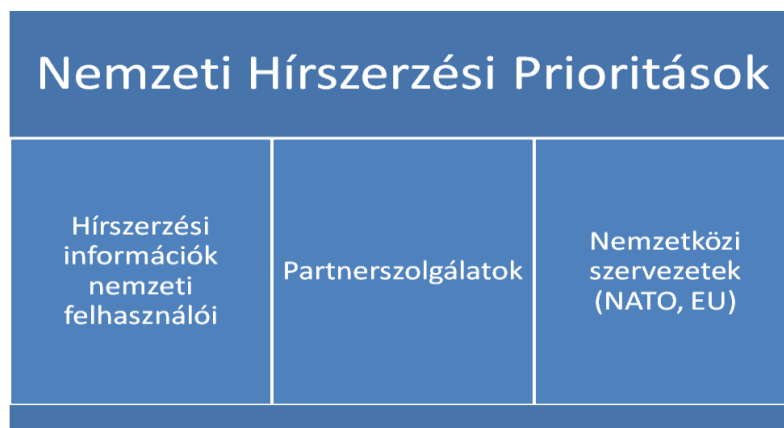 Nemzeti Hírszerzési Prioritások
Hírszerzési
információk
nemzeti
felhasználói
Partnerszolgálatok
Nemzetközi
szervezetek
(NATO, EU)